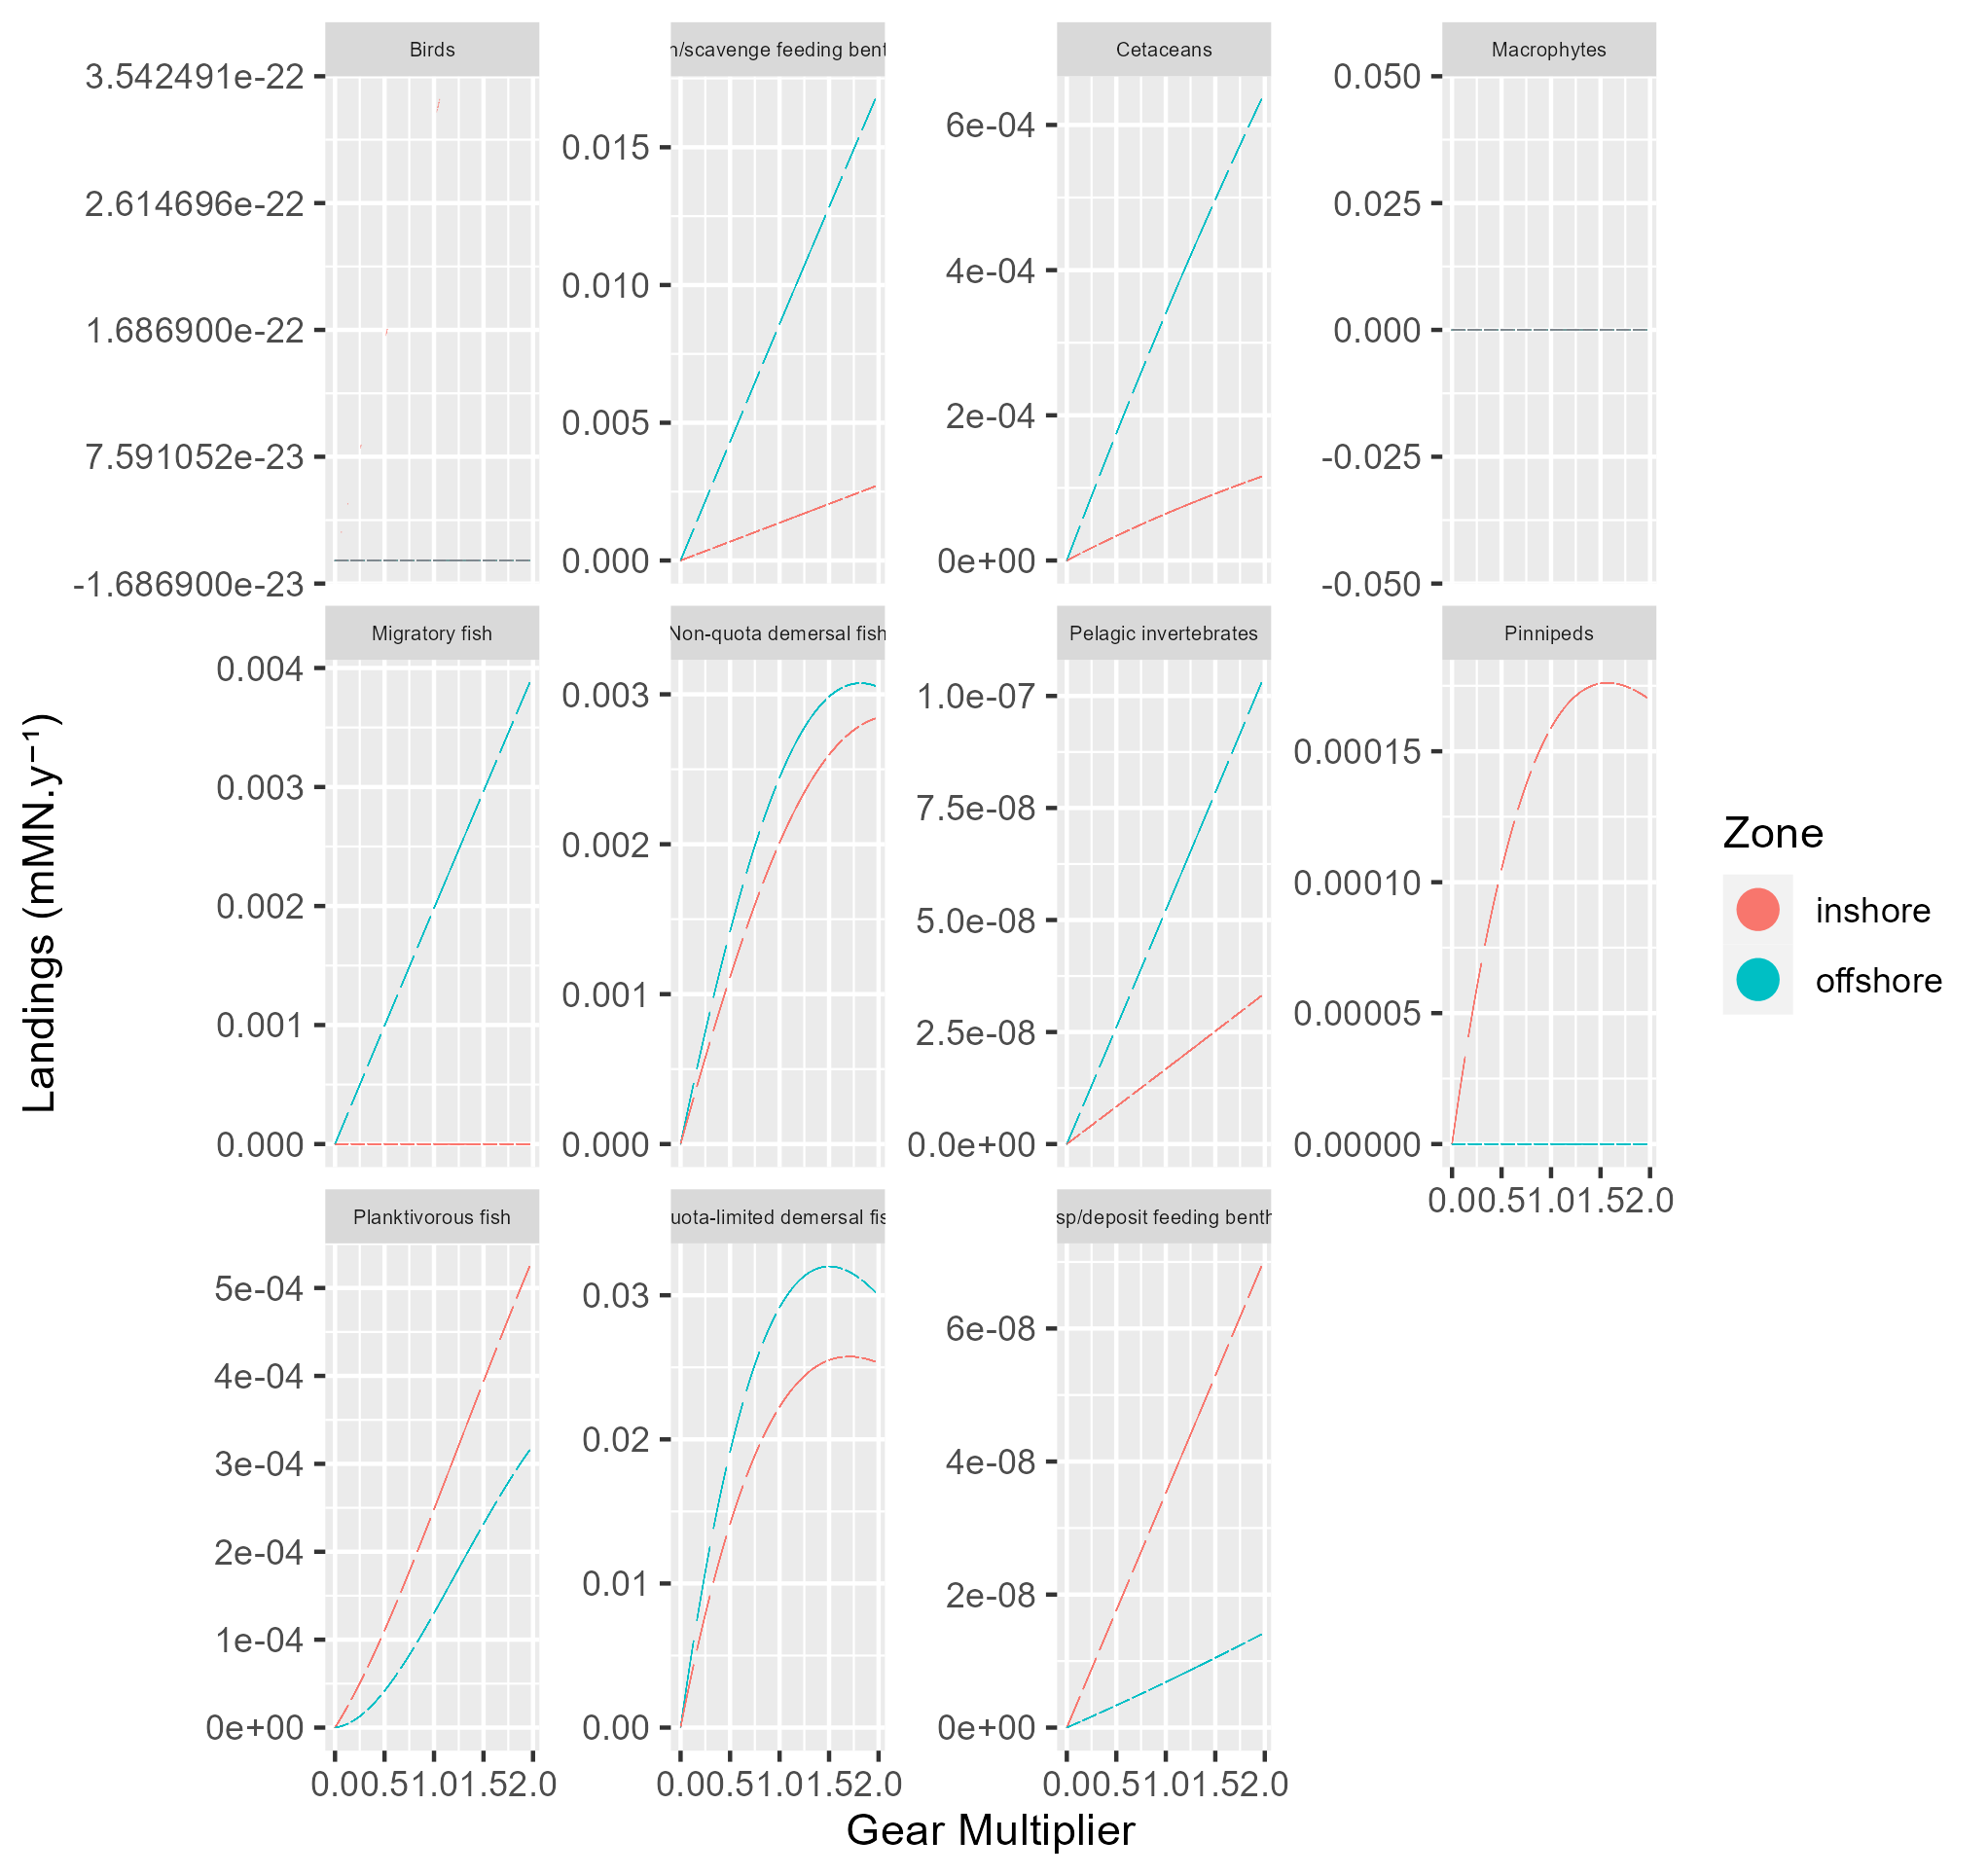 Birds
n/scavenge feeding bent
Cetaceans
Macrophytes
3.542491e-22
2.614696e-22
1.686900e-22
7.591052e-23
-1.686900e-23
0.015
0.010
0.005
0.000
6e-04
4e-04
2e-04
0e+00
0.050
0.025
0.000
-0.025
-0.050
Migratory fish
Non-quota demersal fish
Pelagic invertebrates
Pinnipeds
0.004
0.003
0.002
0.001
0.000
0.003
0.002
0.001
0.000
1.0e-07
7.5e-08
5.0e-08
2.5e-08
0.0e+00
0.00015
0.00010
0.00005
0.00000
0.00.51.01.52.0
Planktivorous fish
uota-limited demersal fis
sp/deposit feeding benth
5e-04
4e-04
3e-04
2e-04
1e-04
0e+00
0.03
0.02
0.01
0.00
6e-08
4e-08
2e-08
0e+00
0.00.51.01.52.0
0.00.51.01.52.0
0.00.51.01.52.0
Gear Multiplier
Landings (mMN.y⁻¹)
Zone
inshore
offshore